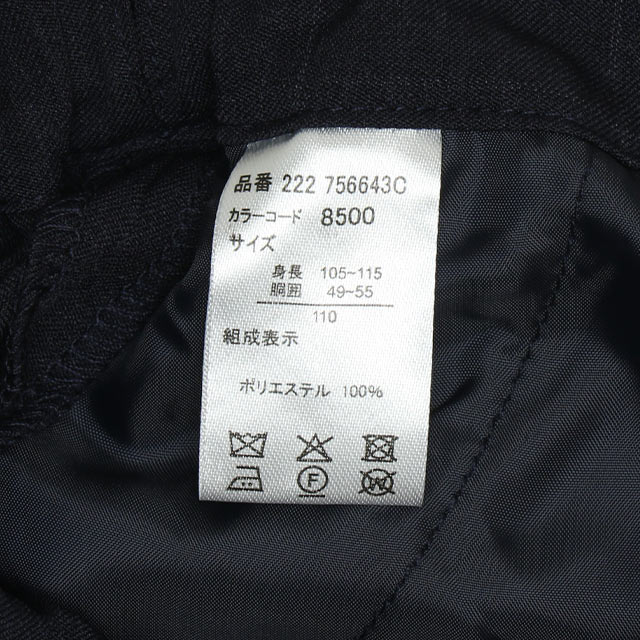 品番 222 756643C
カラーコード 8500
サイズ
身長 105~115
胴囲 49~55
110
組成表示
ポリエステル 100%
F
W